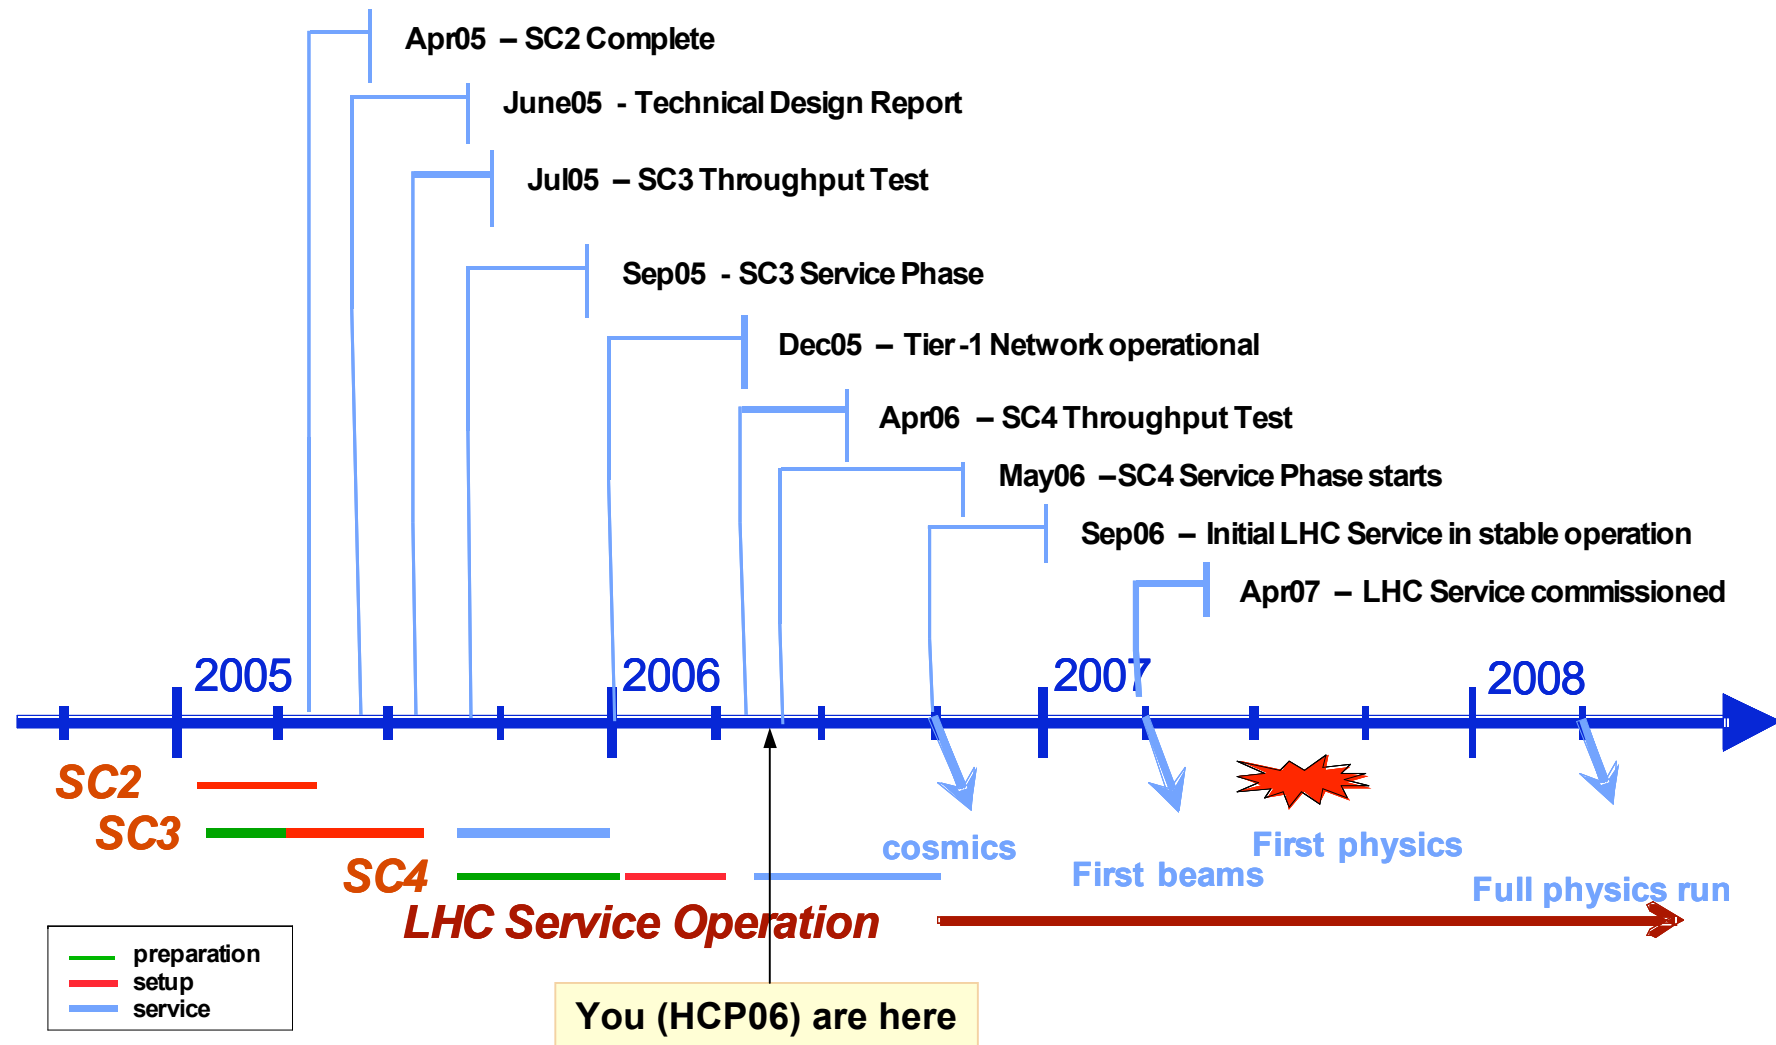 Apr05 – SC2 Complete
June05 - Technical Design Report
Jul05 – SC3 Throughput Test
Sep05 - SC3 Service Phase
Dec05 – Tier-1 Network operational
Apr06 – SC4 Throughput Test
May06 –SC4 Service Phase starts
Sep06 – Initial LHC Service in stable operation
Apr07 – LHC Service commissioned
2005 2006 2007 2008
SC2
SC3
SC4
cosmics
First physics
First beams
Full physics run
LHC Service Operation
preparation
setup
service
You (HCP06) are here